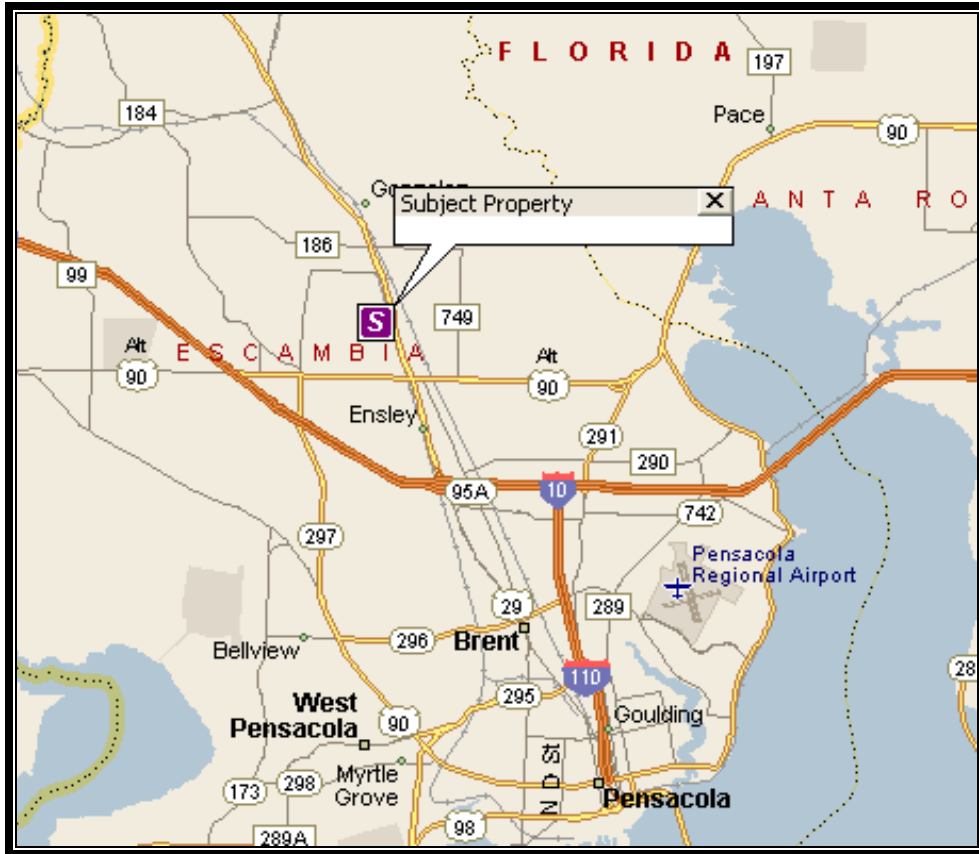 FLORIDA
197
184
Pace
90
Subject Property
ANTA RO
186
99
S
749
Alt
90
ESCAMBIA
Alt
90
Ensley
291
290
95A
10
742
297
Pensacola
Regional Airport
29
289
296
Brent
Bellview
110
28
295
West
Pensacola
90
Goulding
Myrtle
Grove
173
298
N D St
Pensacola
98
289A